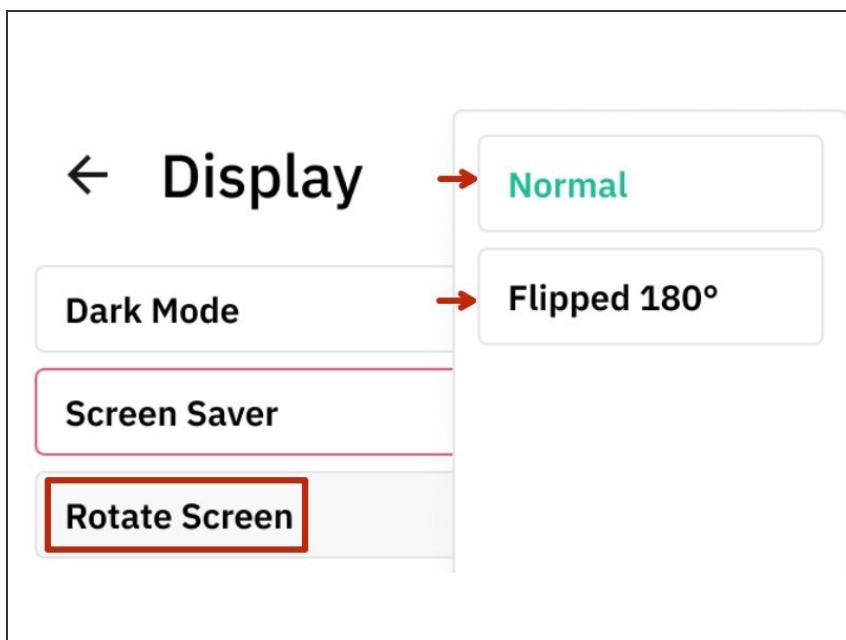 Display
Dark Mode
Screen Saver
Rotate Screen
Normal
Flipped 180°